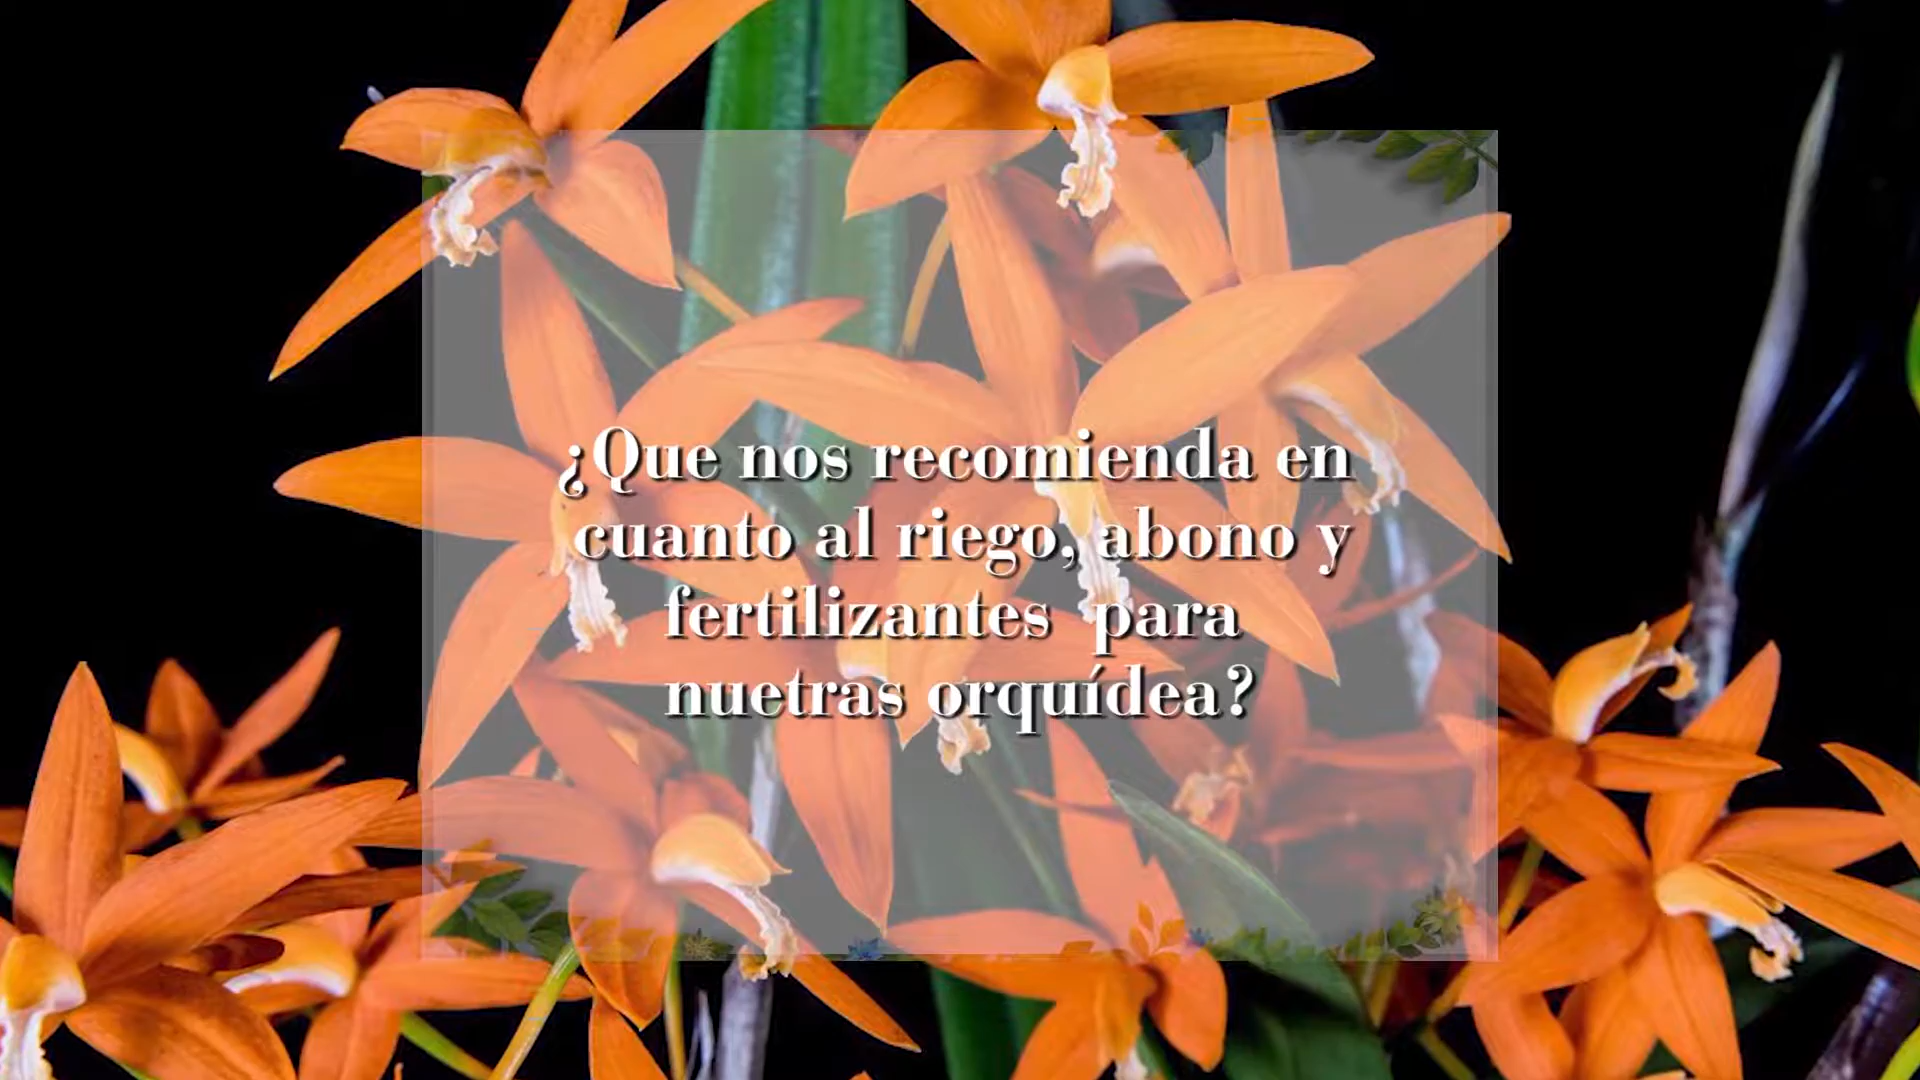 ¿Que nos recomienda en
cuanto al riego, abono y
fertilizantes para
nuetras orquídea?